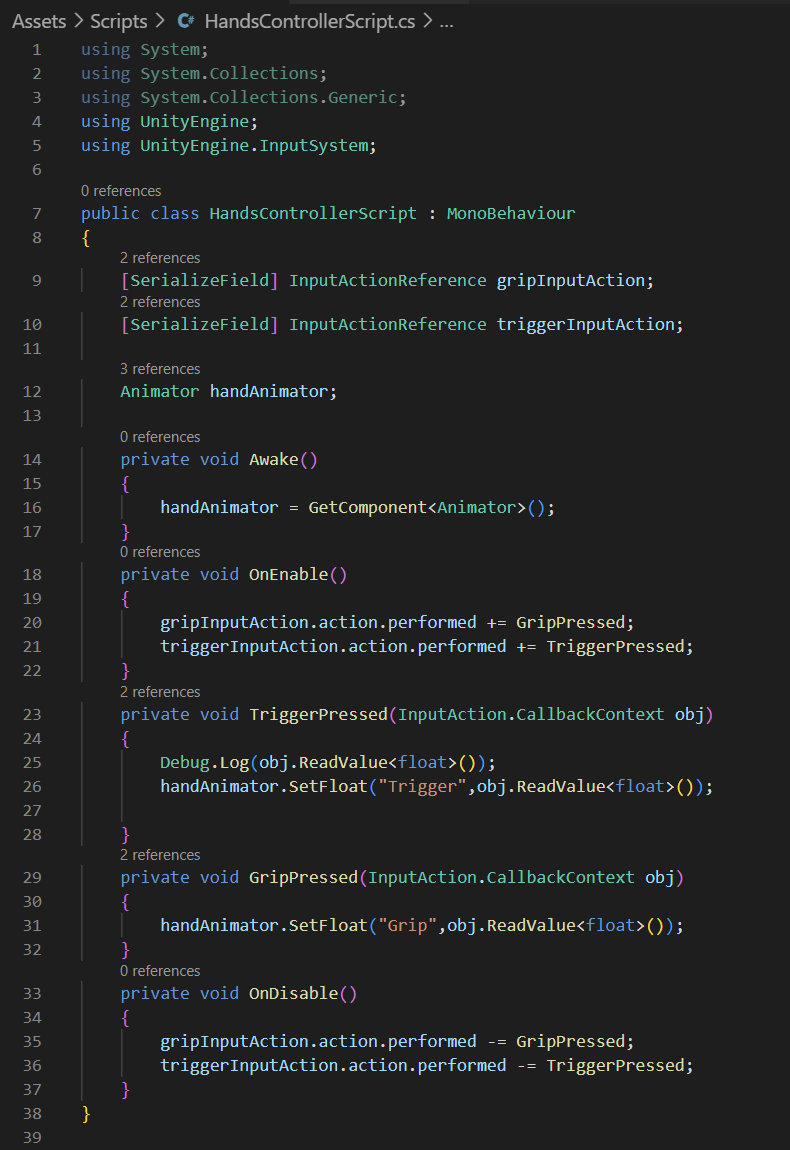 Assets > Scripts > C# HandsControllerScript.cs > ...
1 using System;
2 using System.Collections;
3 using System.Collections.Generic;
4 using UnityEngine;
5 using UnityEngine.InputSystem;
6
0 references
7 public class HandsControllerScript : MonoBehaviour
8 {
2 references
9     [SerializeField] InputActionReference gripInputAction;
2 references
10     [SerializeField] InputActionReference triggerInputAction;
11
3 references
12     Animator handAnimator;
13
0 references
14     private void Awake()
15     {
16         handAnimator = GetComponent<Animator>();
17     }
0 references
18     private void OnEnable()
19     {
20         gripInputAction.action.performed += GripPressed;
21         triggerInputAction.action.performed += TriggerPressed;
22     }
2 references
23     private void TriggerPressed(InputAction.CallbackContext obj)
24     {
25         Debug.Log(obj.ReadValue<float>());
26         handAnimator.SetFloat("Trigger",obj.ReadValue<float>());
27
28     }
2 references
29     private void GripPressed(InputAction.CallbackContext obj)
30     {
31         handAnimator.SetFloat("Grip",obj.ReadValue<float>());
32     }
0 references
33     private void OnDisable()
34     {
35         gripInputAction.action.performed -= GripPressed;
36         triggerInputAction.action.performed -= TriggerPressed;
37     }
38 }
39